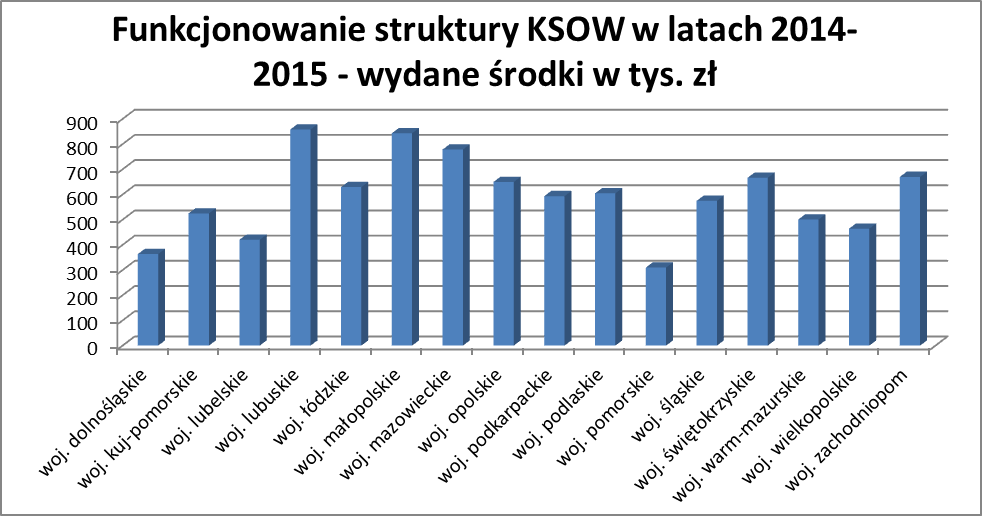 Funkcjonowanie struktury KSOW w latach 2014-
2015 - wydane środki w tys. zł
900
800
700
600
500
400
300
200
100
0
woj. dolnośląskie
woj. kuj-pomorskie
woj. lubelskie
woj. lubuskie
woj. łódzkie
woj. małopolskie
woj. mazowieckie
woj. opolskie
woj. podkarpackie
woj. podlaskie
woj. pomorskie
woj. śląskie
woj. świętokrzyskie
woj. warm-mazurskie
woj. wielkopolskie
woj. zachodniopom